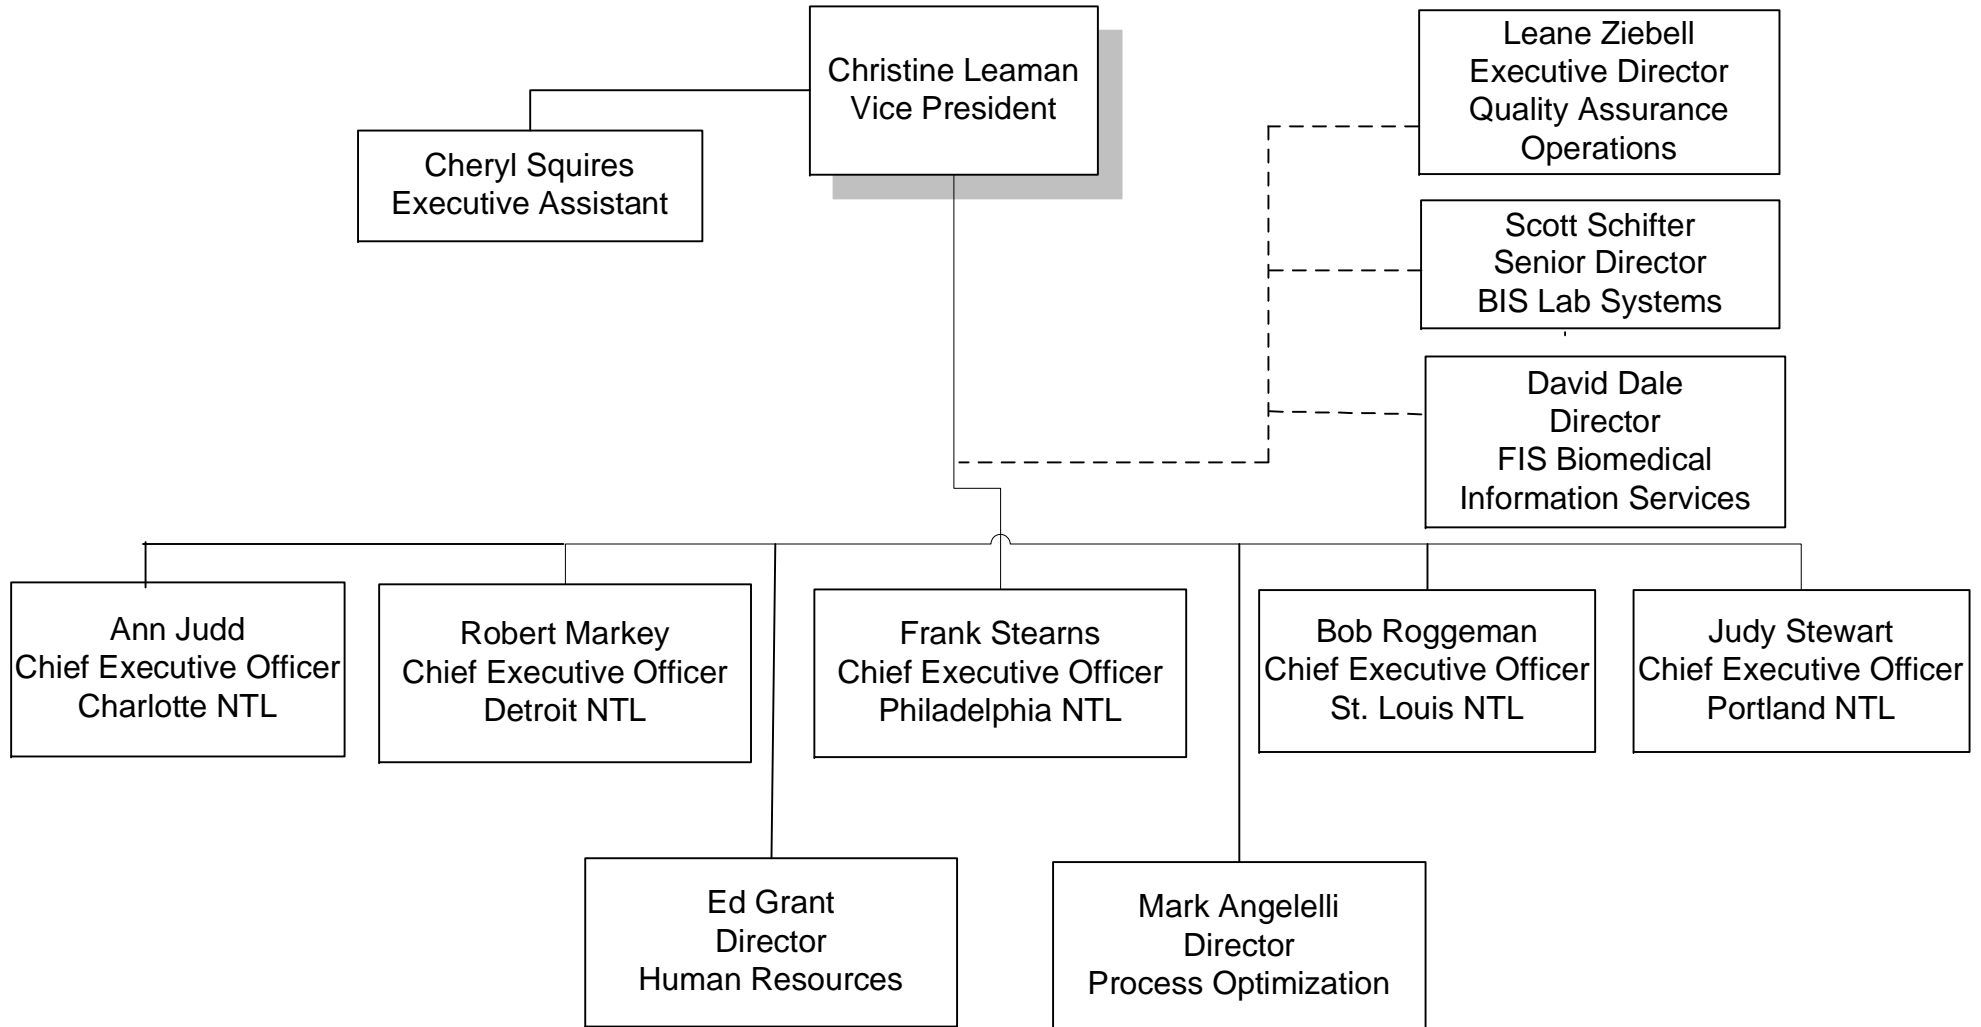 Christine Leaman
Vice President
Cheryl Squires
Executive Assistant
Leane Ziebell
Executive Director
Quality Assurance
Operations
Scott Schifter
Senior Director
BIS Lab Systems
David Dale
Director
FIS Biomedical
Information Services
Ann Judd
Chief Executive Officer
Charlotte NTL
Robert Markey
Chief Executive Officer
Detroit NTL
Frank Stearns
Chief Executive Officer
Philadelphia NTL
Bob Roggeman
Chief Executive Officer
St. Louis NTL
Judy Stewart
Chief Executive Officer
Portland NTL
Ed Grant
Director
Human Resources
Mark Angelelli
Director
Process Optimization